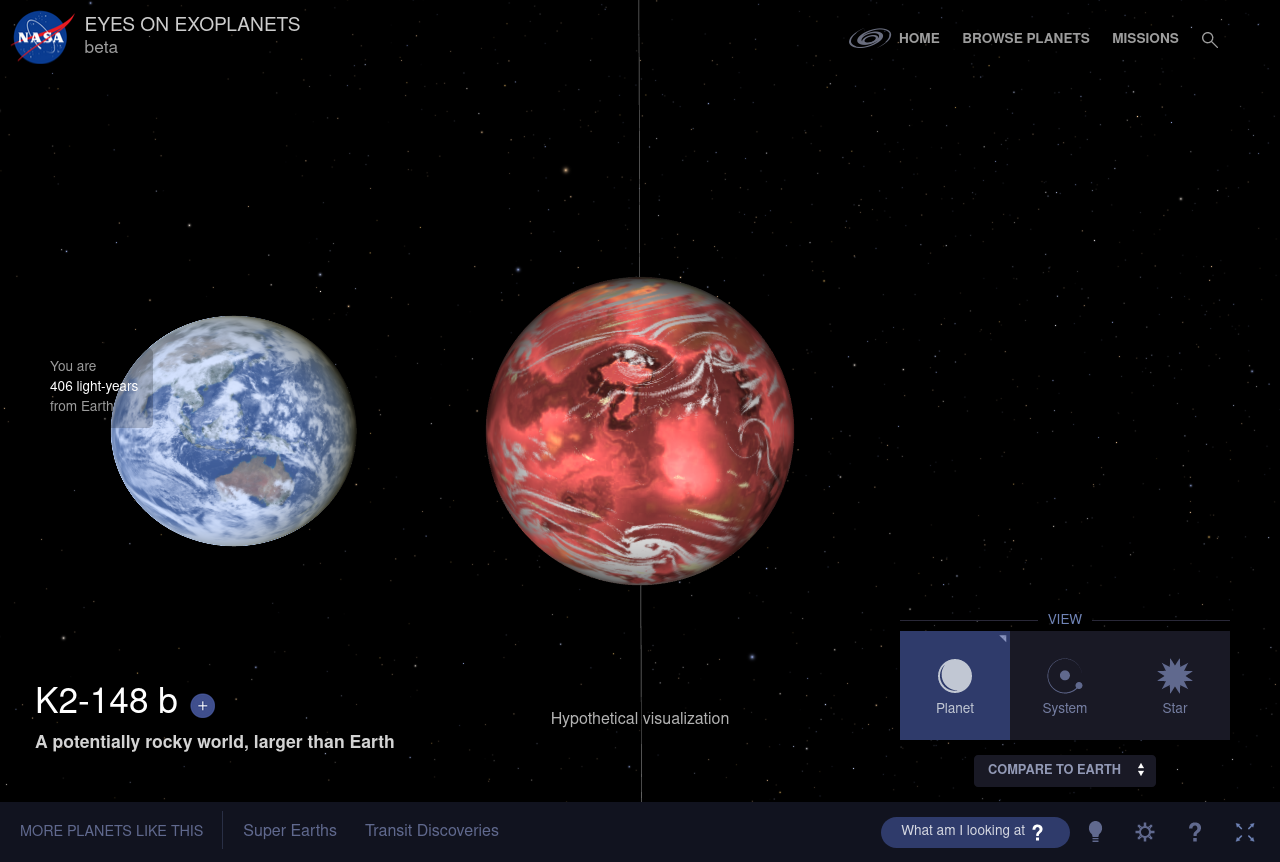 NASA
EYES ON EXOPLANETS
beta
HOME
BROWSE PLANETS
MISSIONS
You are
406 light-years
from Earth
VIEW
Planet
System
Star
K2-148 b +
A potentially rocky world, larger than Earth
Hypothetical visualization
COMPARE TO EARTH
MORE PLANETS LIKE THIS
Super Earths
Transit Discoveries
What am I looking at ?
?